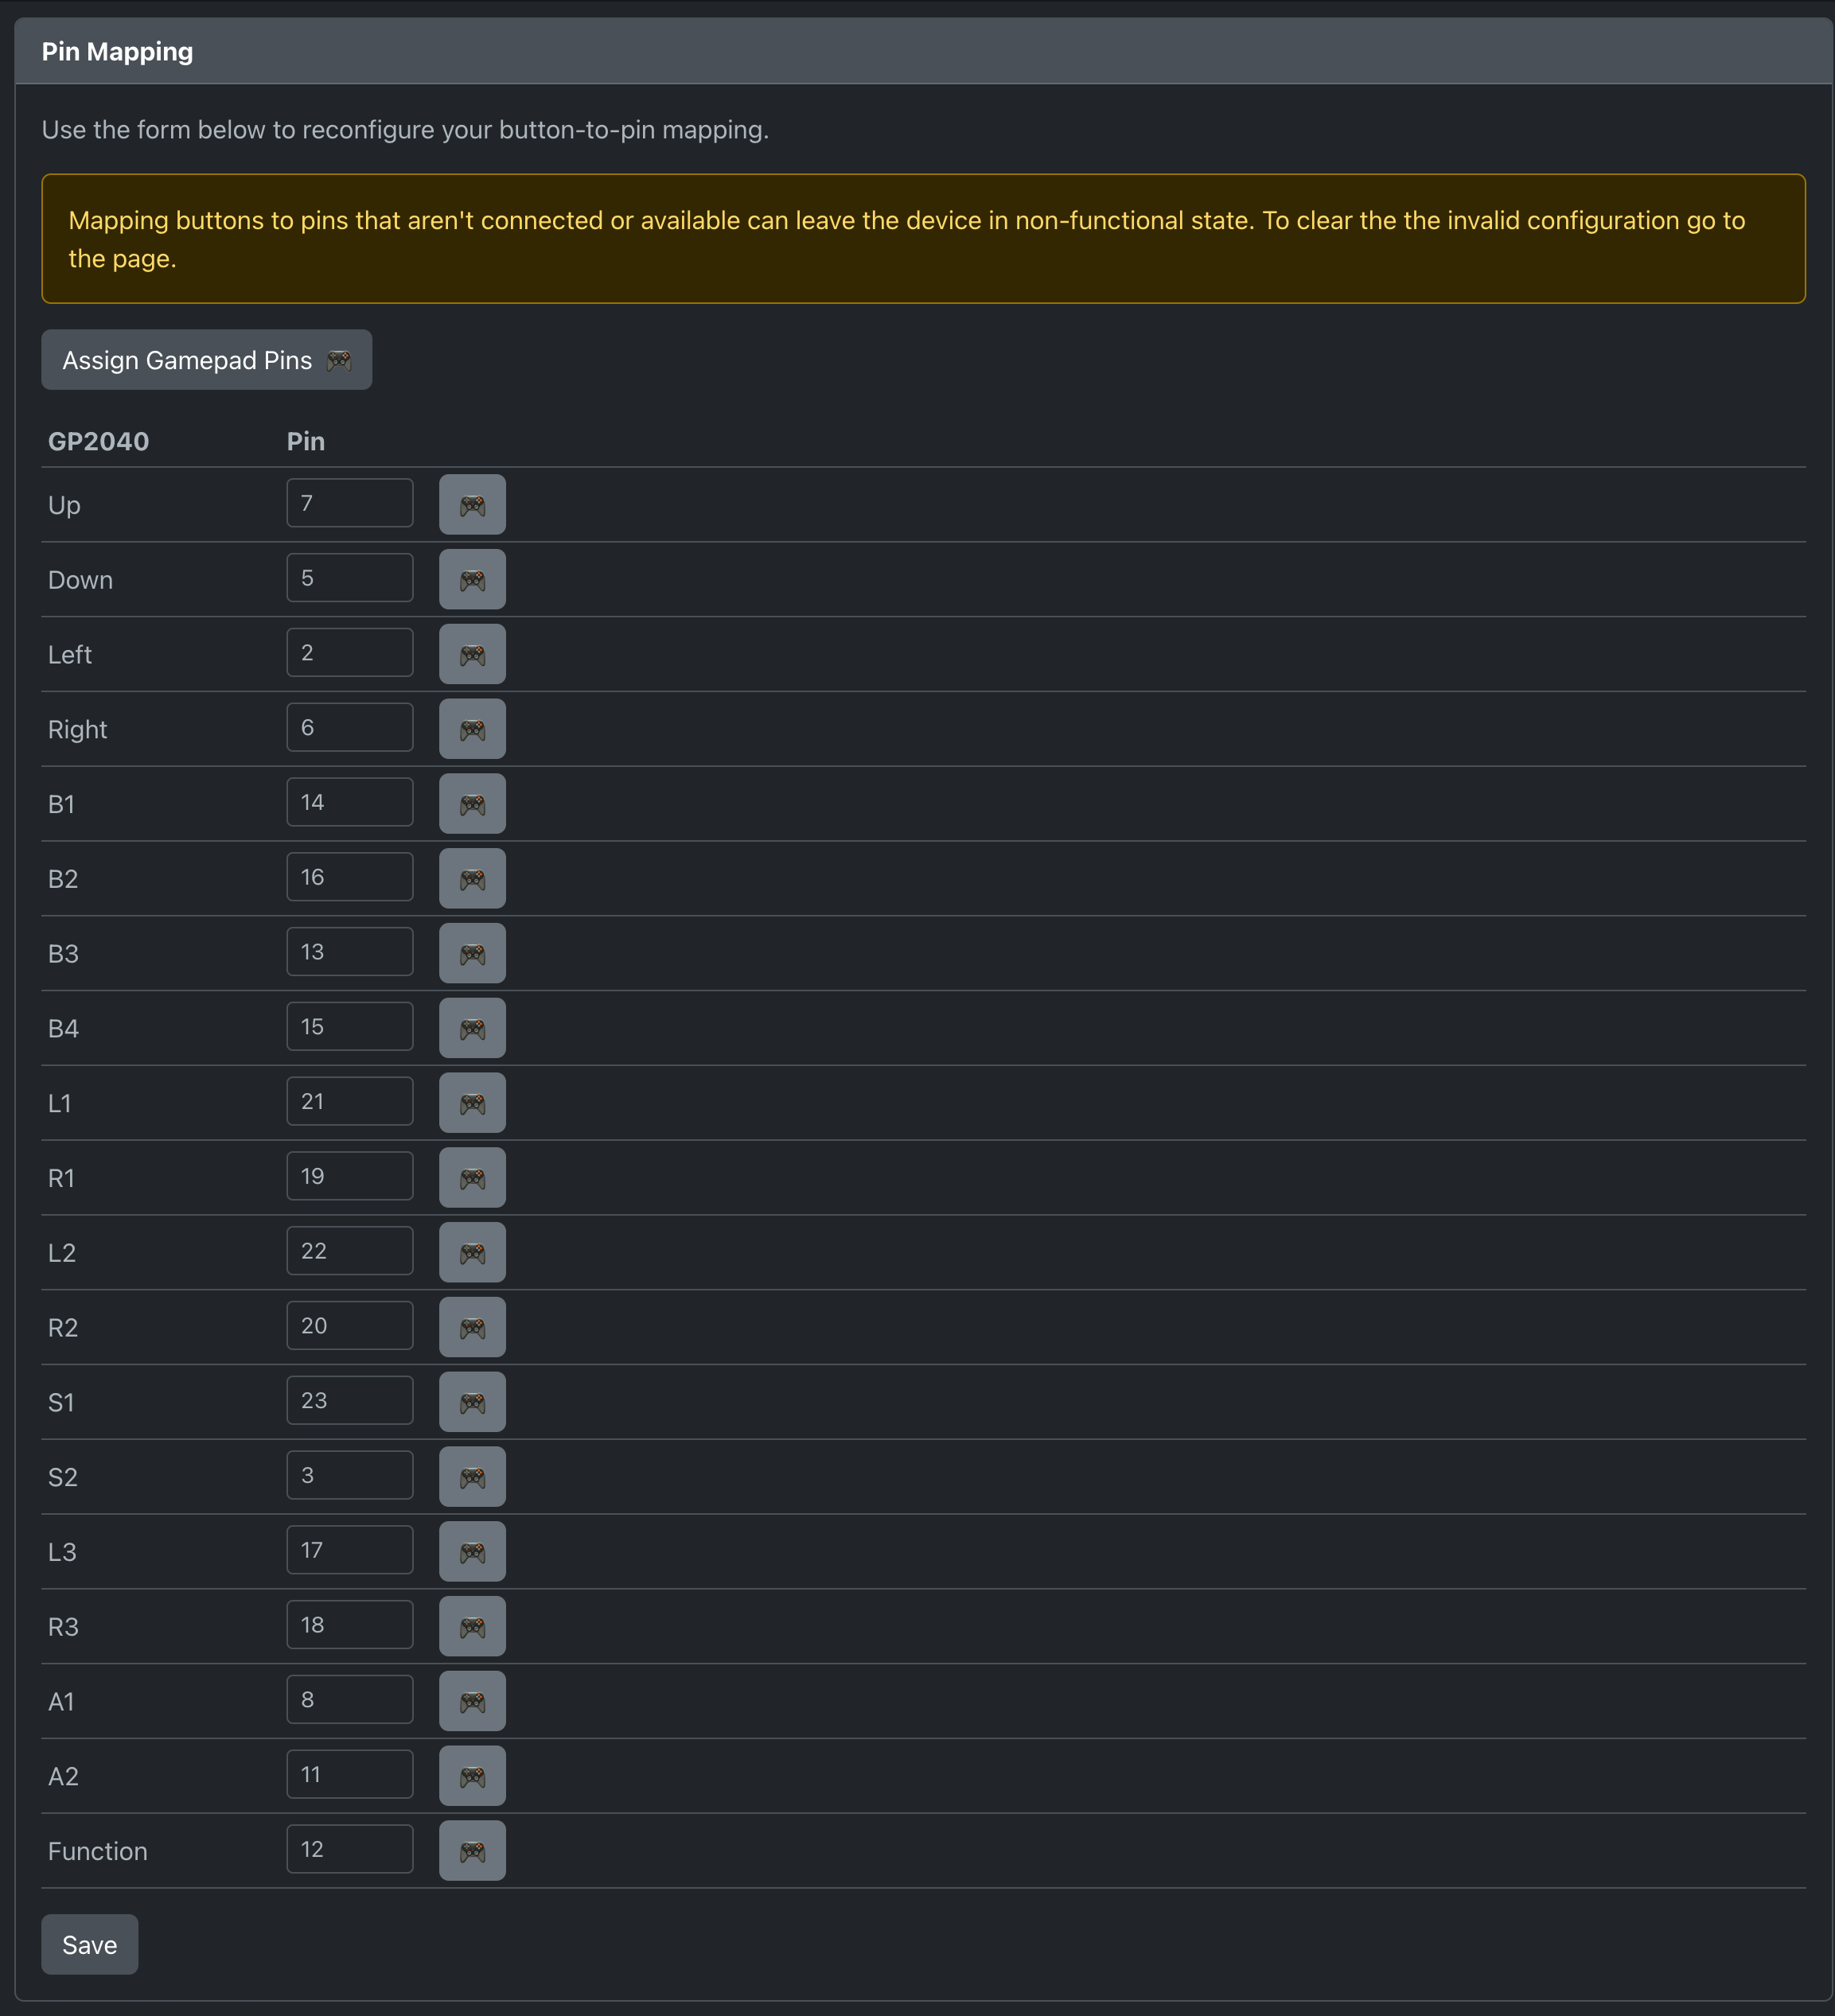 Pin Mapping
Use the form below to reconfigure your button-to-pin mapping.
Mapping buttons to pins that aren't connected or available can leave the device in non-functional state. To clear the the invalid configuration go to
the page.
Assign Gamepad Pins
GP2040 Pin
Up 7
Down 5
Left 2
Right 6
B1 14
B2 16
B3 13
B4 15
L1 21
R1 19
L2 22
R2 20
S1 23
S2 3
L3 17
R3 18
A1 8
A2 11
Function 12
Save